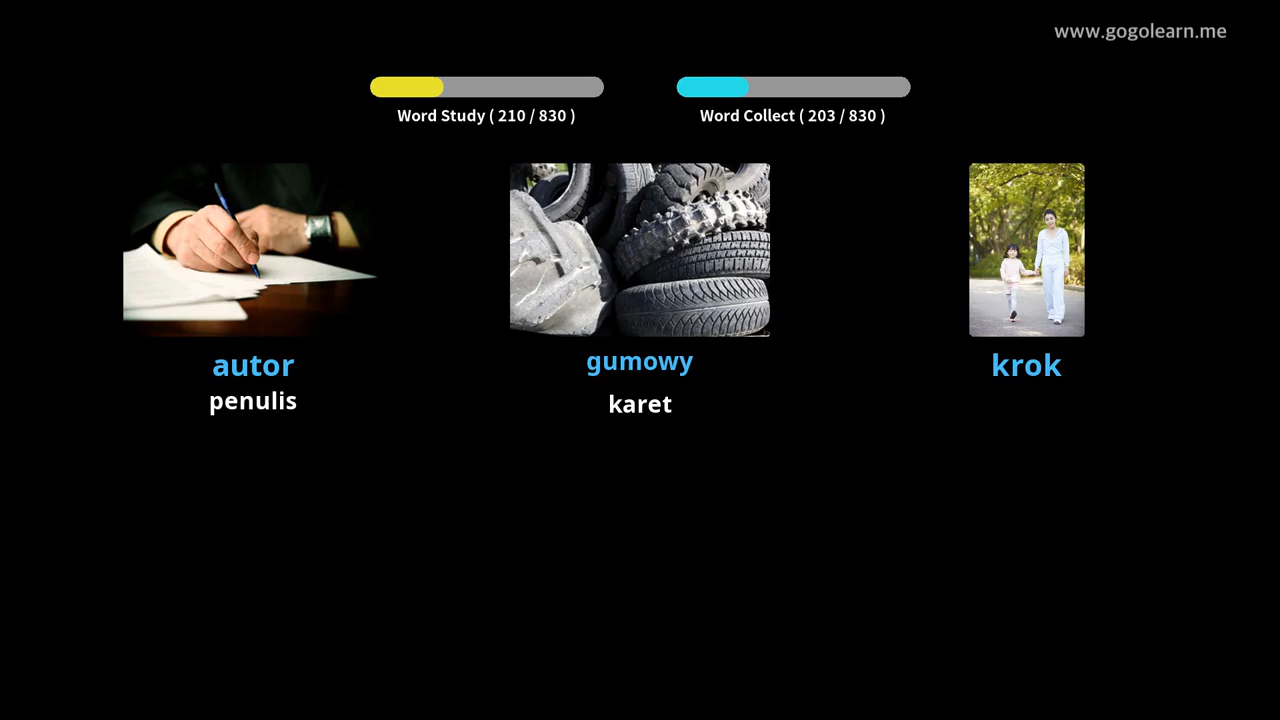 www.gogolearn.me
Word Study ( 210 / 830 )
Word Collect ( 203 / 830 )
autor
penulis
gumowy
karet
krok